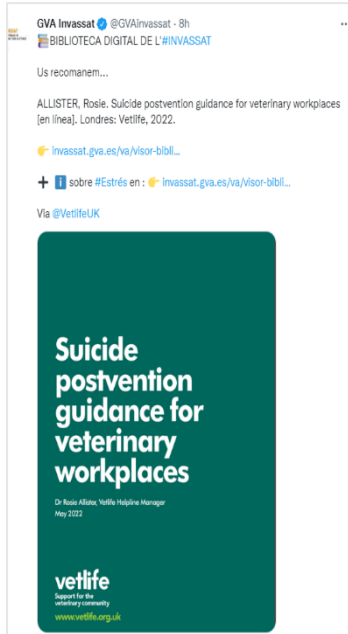 GVA Invassat @GVAinvassat · 8h
BIBLIOTECA DIGITAL DE L'#INVASSAT
Us recomanem...
ALLISTER, Rosie. Suicide postvention guidance for veterinary workplaces
[en línea]. Londres: Vetlife, 2022.
invassat.gva.es/va/visor-bibli...
sobre #Estrés en : invassat.gva.es/va/visor-bibli...
Via @VetlifeUK
Suicide
postvention
guidance for
veterinary
workplaces
Dr Rosie Allister, Vetlife Helpline Manager
May 2022
vetlife
Support for the
veterinary community
www.vetlife.org.uk